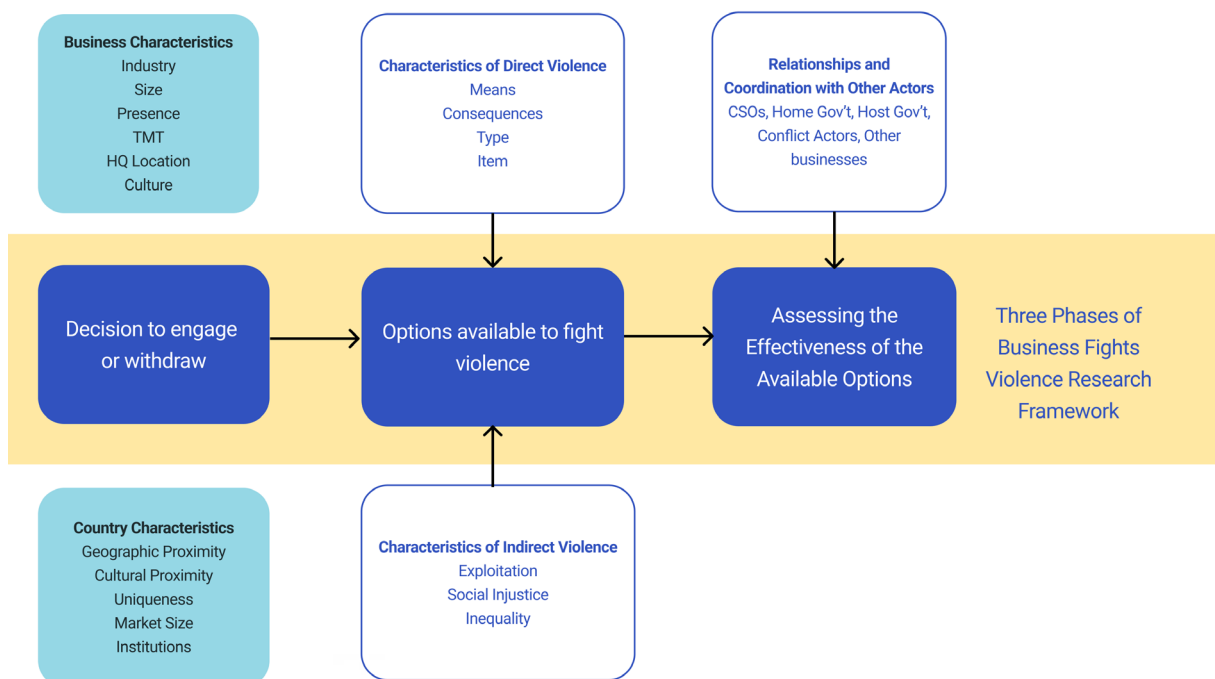 Business Characteristics
Industry
Size
Presence
TMT
HQ Location
Culture
Characteristics of Direct Violence
Means
Consequences
Type
Item
Relationships and
Coordination with Other Actors
CSOs, Home Gov't, Host Gov't,
Conflict Actors, Other
businesses
Decision to engage
or withdraw
Options available to fight
violence
Assessing the
Effectiveness of the
Available Options
Three Phases of
Business Fights
Violence Research
Framework
Country Characteristics
Geographic Proximity
Cultural Proximity
Uniqueness
Market Size
Institutions
Characteristics of Indirect Violence
Exploitation
Social Injustice
Inequality